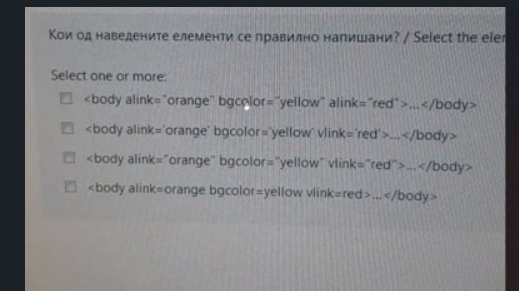 Кои од наведените елементи се правилно напишани? / Select the eler
Select one or more:
<body alink="orange" bgcolor="yellow" alink="red">...</body>
<body alink='orange' bgcolor='yellow' vlink='red'>...</body>
<body alink="orange" bgcolor="yellow" vlink="red">...</body>
<body alink=orange bgcolor=yellow vlink=red>...</body>